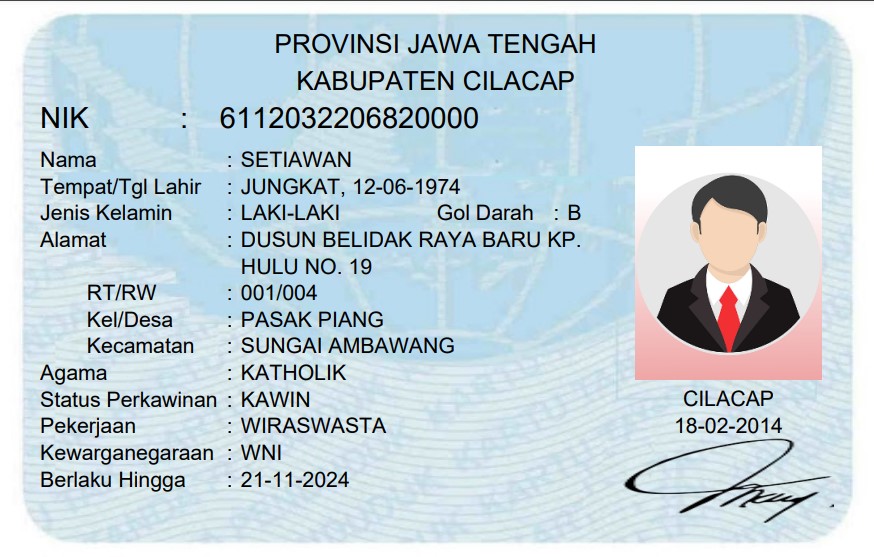 PROVINSI JAWA TENGAH
KABUPATEN CILACAP
NIK : 6112032206820000
Nama : SETIAWAN
Tempat/Tgl Lahir : JUNGKAT, 12-06-1974
Jenis Kelamin : LAKI-LAKI Gol Darah : B
Alamat : DUSUN BELIDAK RAYA BARU KP.
HULU NO. 19
RT/RW : 001/004
Kel/Desa : PASAK PIANG
Kecamatan : SUNGAI AMBAWANG
Agama : KATHOLIK
Status Perkawinan : KAWIN
Pekerjaan : WIRASWASTA
Kewarganegaraan : WNI
Berlaku Hingga : 21-11-2024
CILACAP
18-02-2014